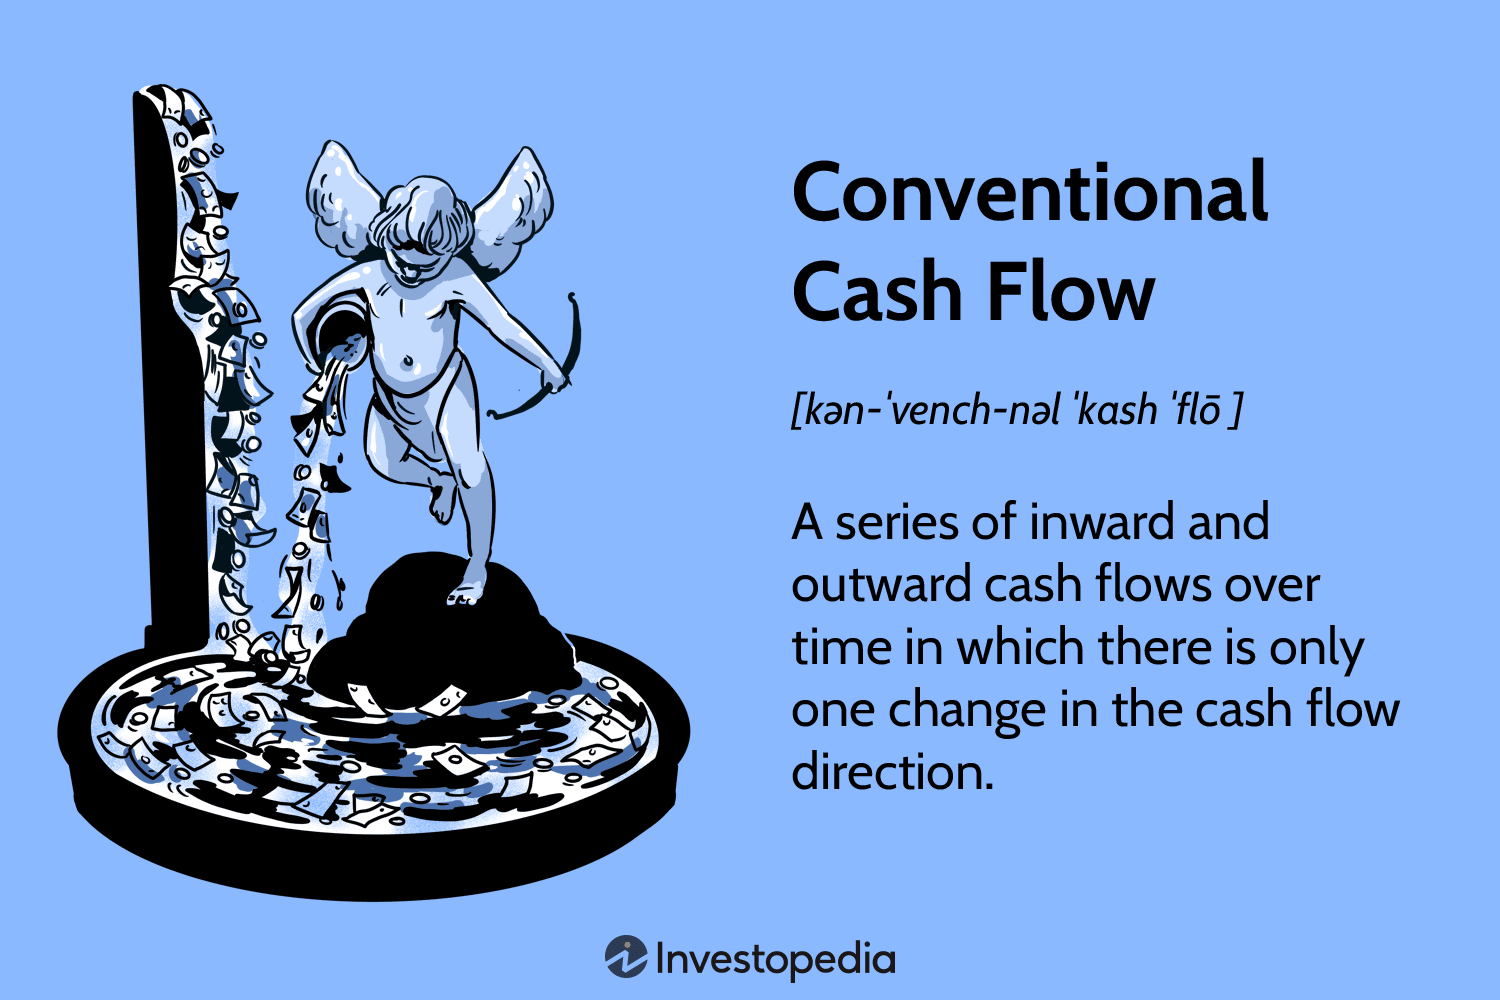 Conventional
Cash Flow
[kən-ˈvench-nəl ˈkash ˈflō ]
A series of inward and
outward cash flows over
time in which there is only
one change in the cash flow
direction.
Investopedia